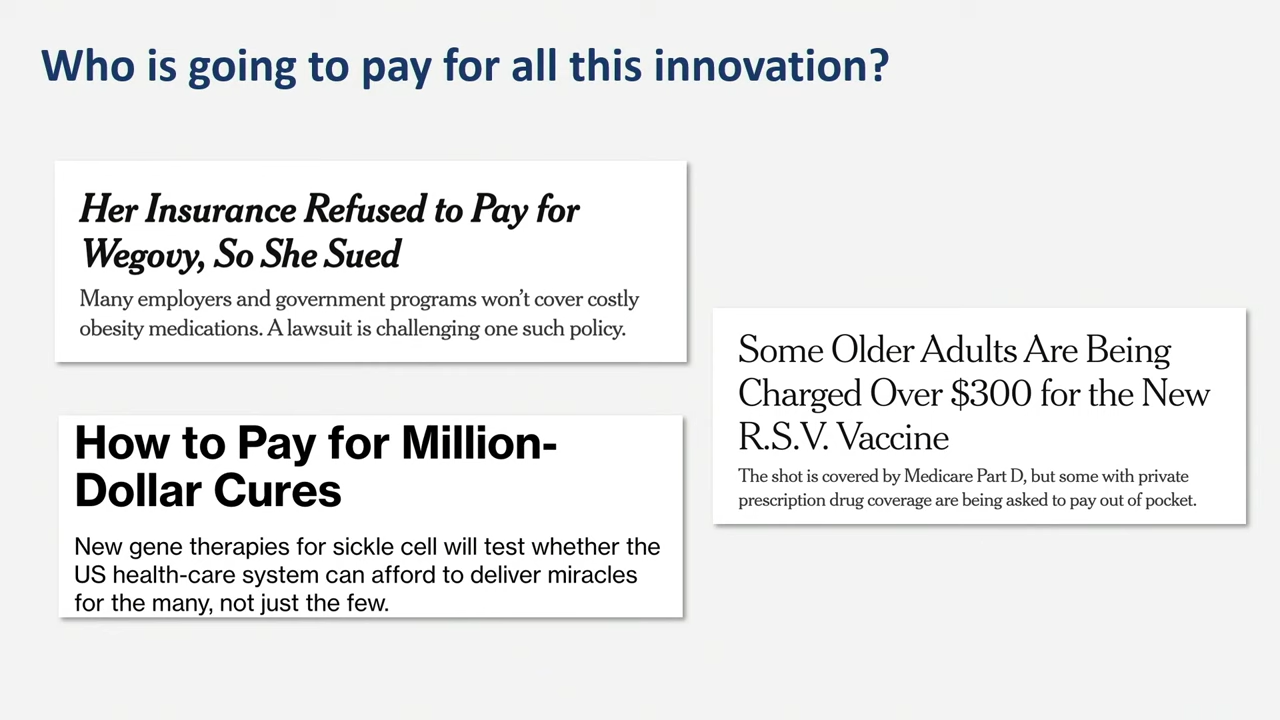 Who is going to pay for all this innovation?
Her Insurance Refused to Pay for
Wegovy, So She Sued
Many employers and government programs won’t cover costly
obesity medications. A lawsuit is challenging one such policy.
How to Pay for Million-
Dollar Cures
New gene therapies for sickle cell will test whether the
US health-care system can afford to deliver miracles
for the many, not just the few.
Some Older Adults Are Being
Charged Over $300 for the New
R.S.V. Vaccine
The shot is covered by Medicare Part D, but some with private
prescription drug coverage are being asked to pay out of pocket.